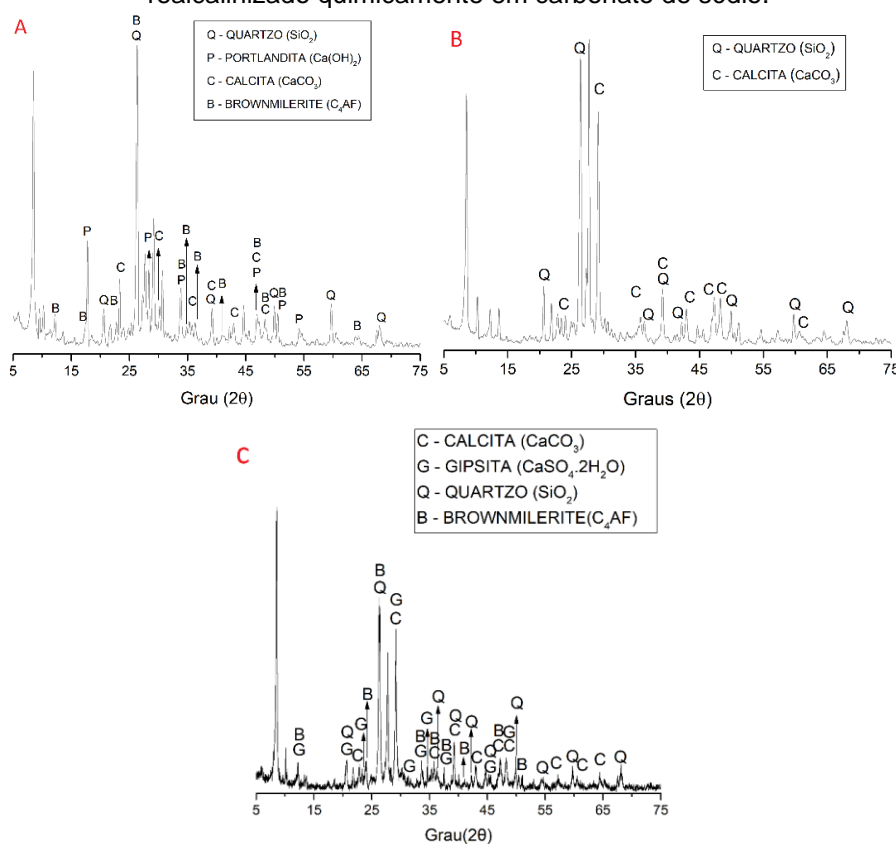 realcalinizado quimicamente em carbonato de sódio.
A
Q - QUARTZO (SiO₂)
P - PORTLANDITA (Ca(OH)₂)
C - CALCITA (CaCO₃)
B - BROWNMILERITE (C₄AF)
B
Q
P
C
P
C
B
B
B
P
B
C
P
B
Q
B
C
C
Q
B
C
B
C
Q
B
P
P
Q
B
Q
B
5 15 25 35 45 55 65 75
Grau (2θ)
B
Q - QUARTZO (SiO₂)
C - CALCITA (CaCO₃)
Q
C
Q
C
C
Q
C
Q
Q
C
C
C
Q
Q
C
Q
5 15 25 35 45 55 65 75
Graus (2θ)
C
C - CALCITA (CaCO₃)
G - GIPSITA (CaSO₄.2H₂O)
Q - QUARTZO (SiO₂)
B - BROWNMILERITE(C₄AF)
B
G
Q
G
C
G
B
B
Q
G
C
G
B
G
G
B
C
Q
B
G
Q
C
B
Q
C
Q
G
B
C
G
C
Q
B
Q
C
Q
C
C
Q
5 15 25 35 45 55 65 75
Grau(2θ)